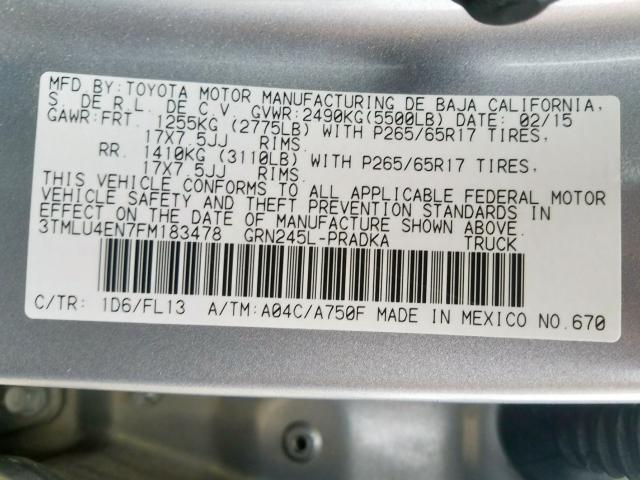 MFD BY:TOYOTA MOTOR MANUFACTURING DE BAJA CALIFORNIA,
S. DE R.L. DE C.V. GVWR:2490KG(5500LB) DATE: 02/15
GAWR:FRT. 1255KG (2775LB) WITH P265/65R17 TIRES,
17X7.5JJ RIMS.
RR. 1410KG (3110LB) WITH P265/65R17 TIRES,
17X7.5JJ RIMS.
THIS VEHICLE CONFORMS TO ALL APPLICABLE FEDERAL MOTOR
VEHICLE SAFETY AND THEFT PREVENTION STANDARDS IN
EFFECT ON THE DATE OF MANUFACTURE SHOWN ABOVE.
3TMLU4EN7FM183478 GRN245L-PRADKA TRUCK
C/TR: 1D6/FL13 A/TM:A04C/A750F MADE IN MEXICO NO.670